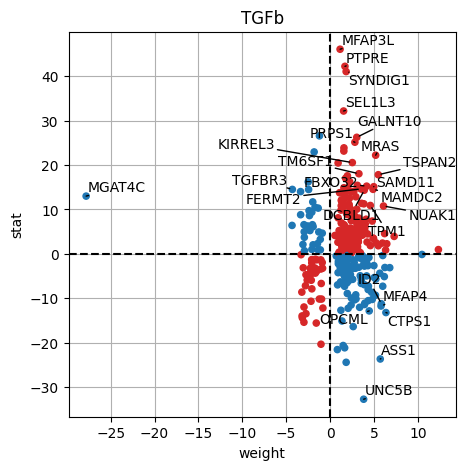 TGFb
MFAP3L
PTPRE
SYNDIG1
SEL1L3
GALNT10
PRPS1
KIRREL3
MRAS
TM6SF1
TSPAN2
TGFBR3
FBXO32
SAMD11
MGAT4C
FERMT2
MAMDC2
DCBLD1
NUAK1
TPM1
ID2
MFAP4
OPCML
CTPS1
ASS1
UNC5B
40
30
20
10
0
−10
−20
−30
stat
−25
−20
−15
−10
−5
0
5
10
weight